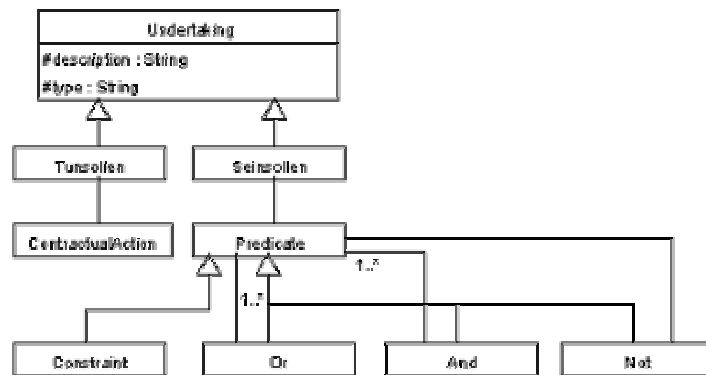 Undertaking
#description : String
#type : String
Tunsollen
Seinsollen
ContractualAction
Predicate
1..*
1..*
Constraint
Or
And
Not